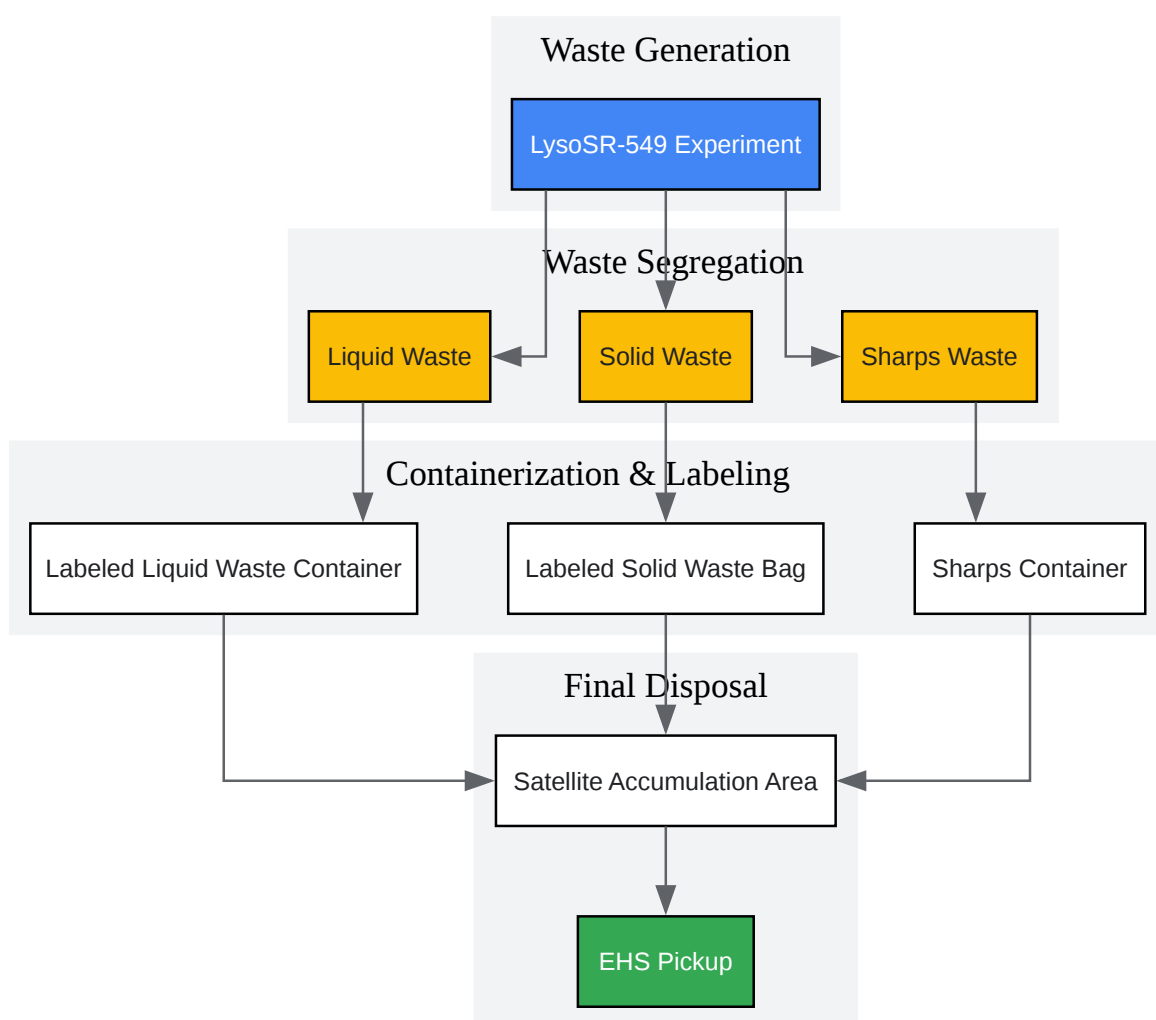 Waste Generation
LysoSR-549 Experiment
Waste Segregation
Liquid Waste
Solid Waste
Sharps Waste
Containerization & Labeling
Labeled Liquid Waste Container
Labeled Solid Waste Bag
Sharps Container
Final Disposal
Satellite Accumulation Area
EHS Pickup